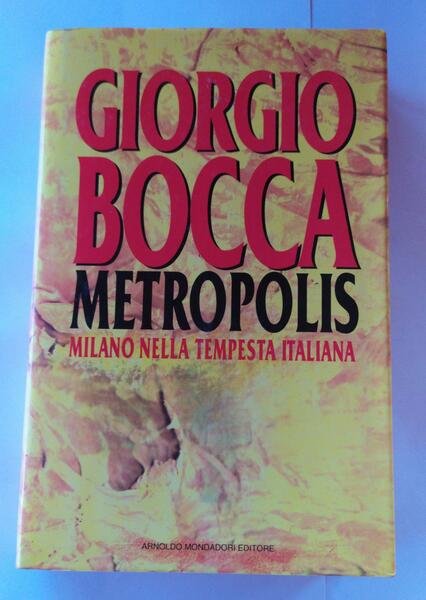 GIORGIO
BOCCA
METROPOLIS
MILANO NELLA TEMPESTA ITALIANA
ARNOLDO MONDADORI EDITORE